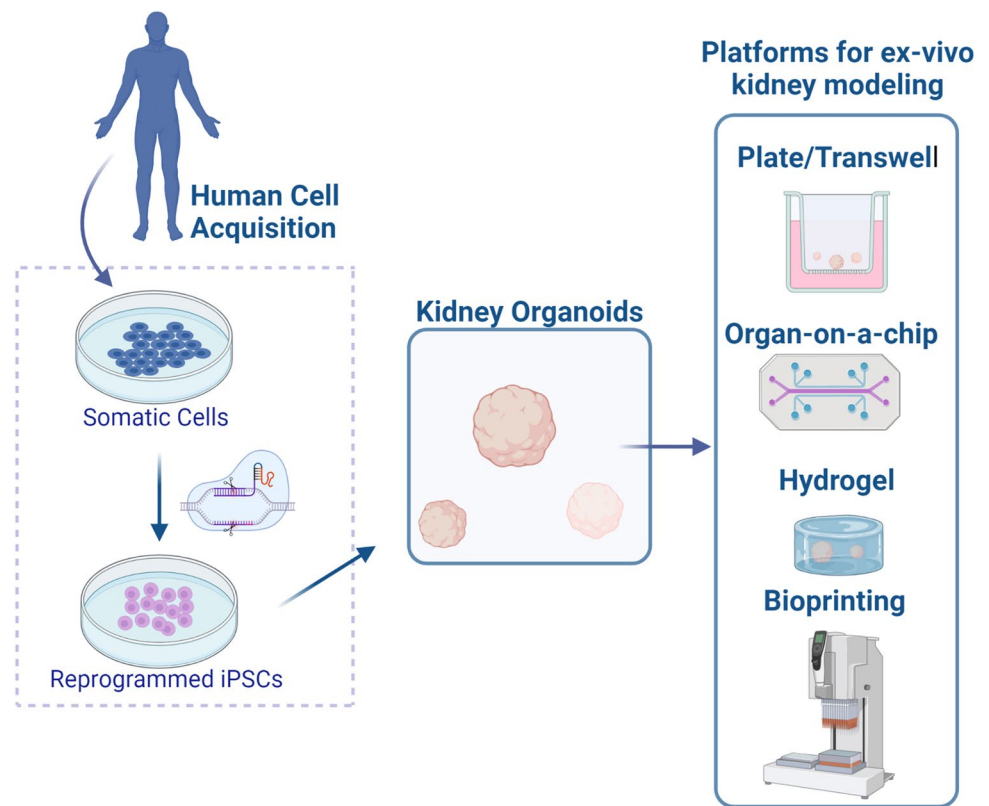 Human Cell
Acquisition
Somatic Cells
Reprogrammed iPSCs
Kidney Organoids
Platforms for ex-vivo
kidney modeling
Plate/Transwell
Organ-on-a-chip
Hydrogel
Bioprinting